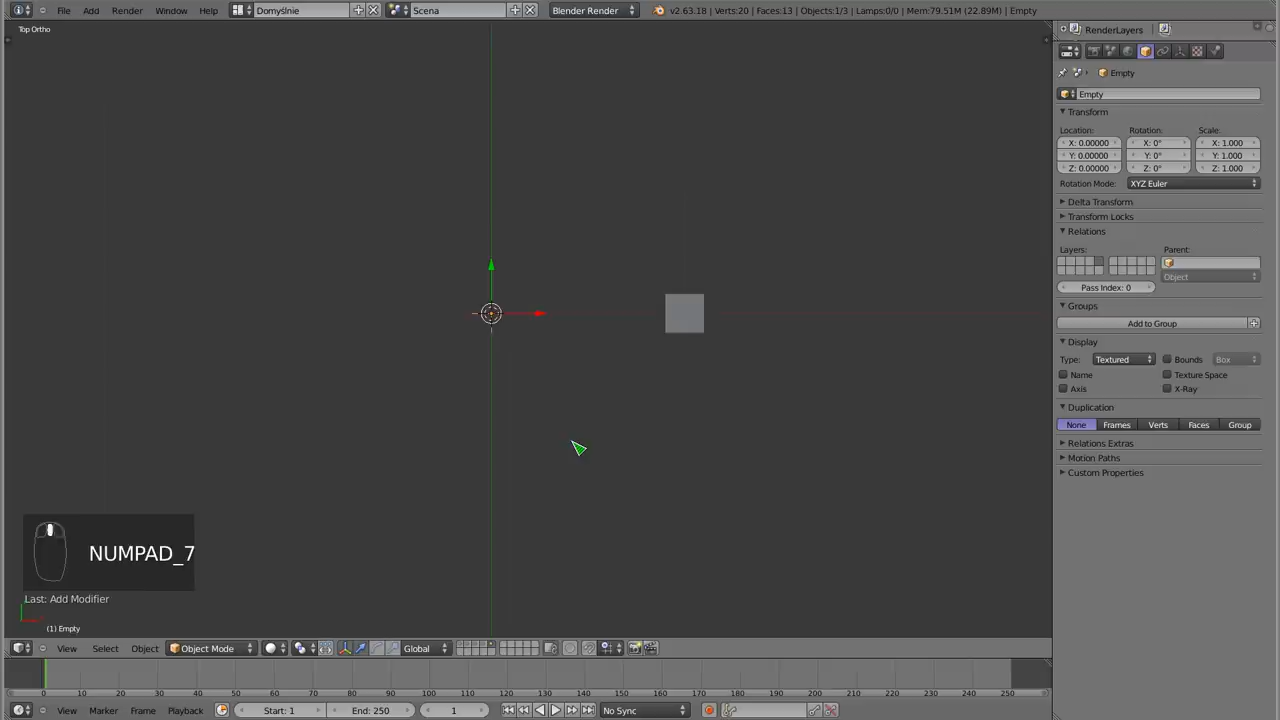 File Add Render Window Help Domyślnie Scena Blender Render v2.63.18 | Verts:20 | Faces:13 | Objects:1/3 | Lamps:0/0 | Mem:79.51M (22.89M) | Empty
Top Ortho
RenderLayers
Empty
Empty
Transform
Location: Rotation: Scale:
X: 0.00000 X: 0° X: 1.000
Y: 0.00000 Y: 0° Y: 1.000
Z: 0.00000 Z: 0° Z: 1.000
Rotation Mode: XYZ Euler
Delta Transform
Transform Locks
Relations
Layers: Parent:
Object
Pass Index: 0
Groups
Add to Group
Display
Type: Textured Bounds Box
Name Texture Space
Axis X-Ray
Duplication
None Frames Verts Faces Group
Relations Extras
Motion Paths
Custom Properties
NUMPAD_7
Last: Add Modifier
(1) Empty
View Select Object Object Mode Global
0 10 20 30 40 50 60 70 80 90 100 110 120 130 140 150 160 170 180 190 200 210 220 230 240 250
View Marker Frame Playback Start: 1 End: 250 1 No Sync